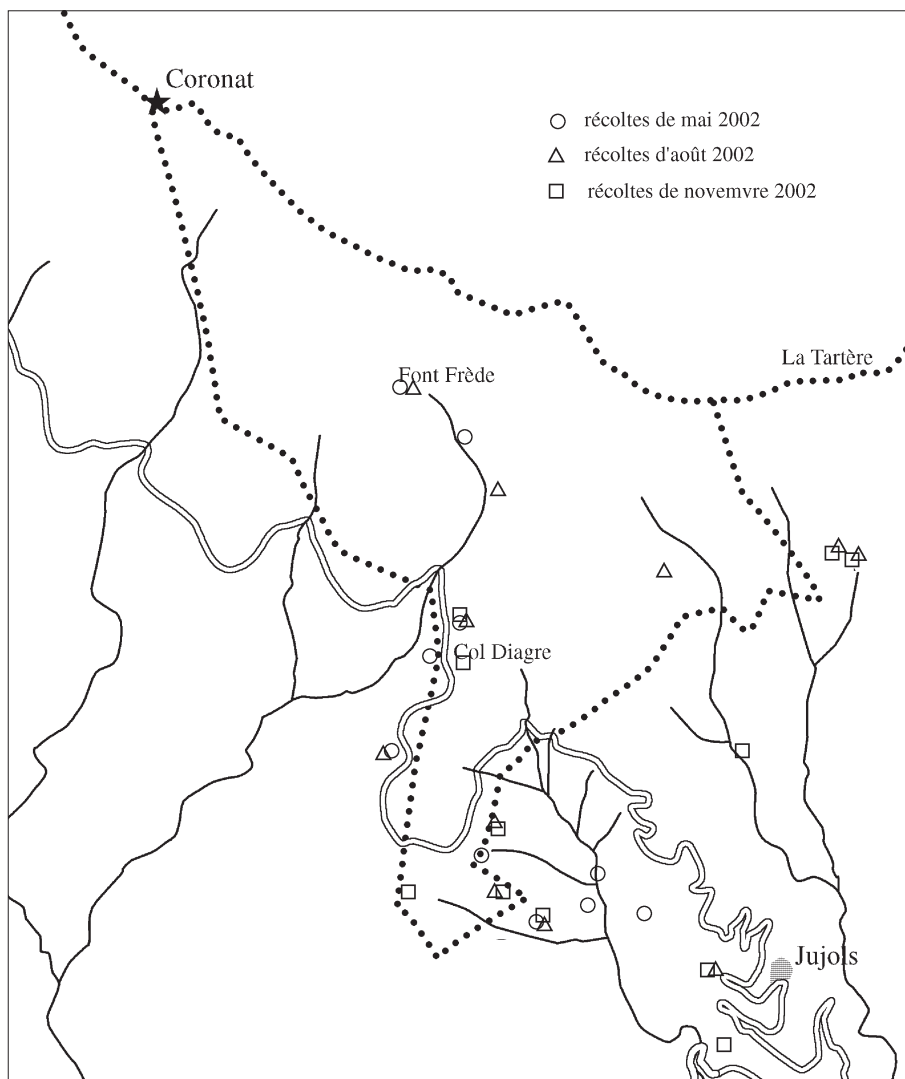 Coronat
récoltes de mai 2002
récoltes d'août 2002
récoltes de novemvre 2002
La Tartère
Font Frède
Col Diagre
Jujols